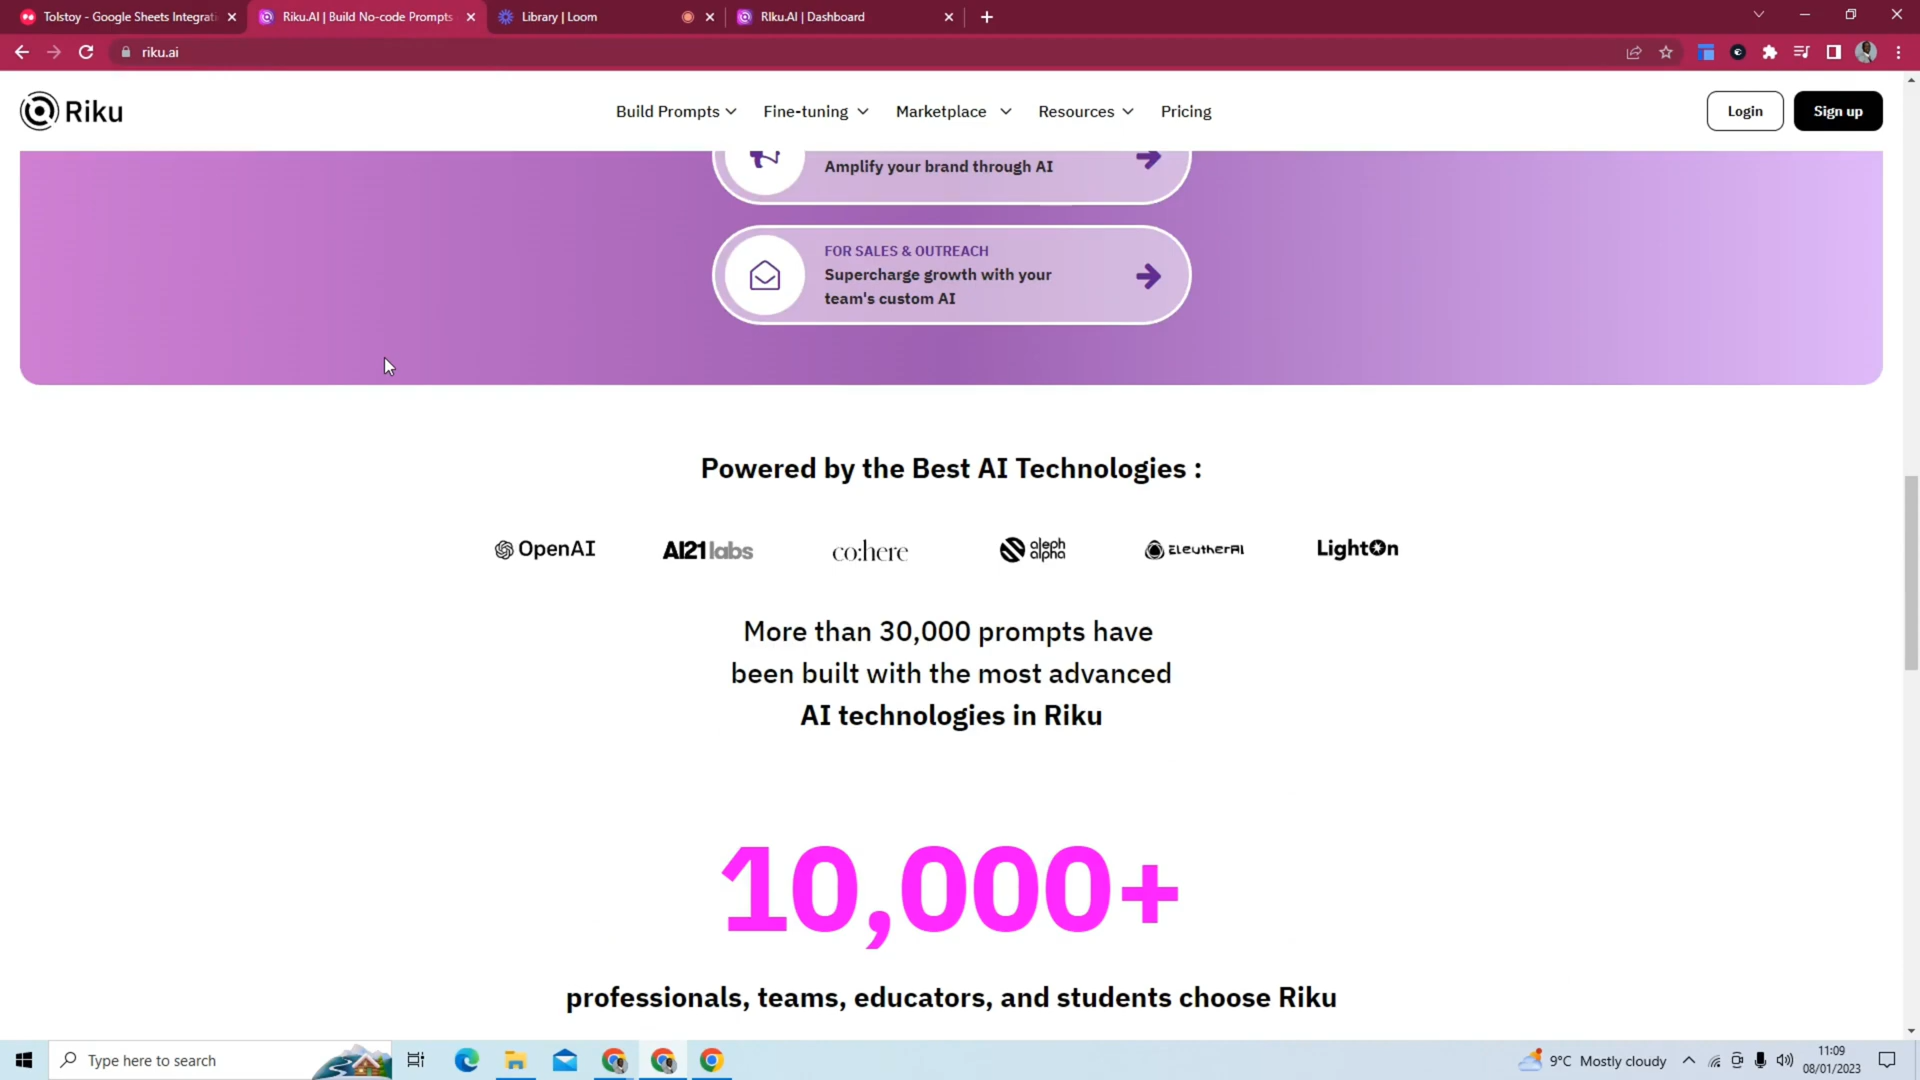 Tolstoy - Google Sheets Integrati
Riku.AI | Build No-code Prompts
Library | Loom
RIku.AI | Dashboard
riku.ai
Riku
Build Prompts
Fine-tuning
Marketplace
Resources
Pricing
Login
Sign up
Amplify your brand through AI
FOR SALES & OUTREACH
Supercharge growth with your
team's custom AI
Powered by the Best AI Technologies :
OpenAI
AI21labs
co:here
aleph
alpha
ELeutherAI
LightOn
More than 30,000 prompts have
been built with the most advanced
AI technologies in Riku
10,000+
professionals, teams, educators, and students choose Riku
Type here to search
9°C Mostly cloudy
11:09
08/01/2023